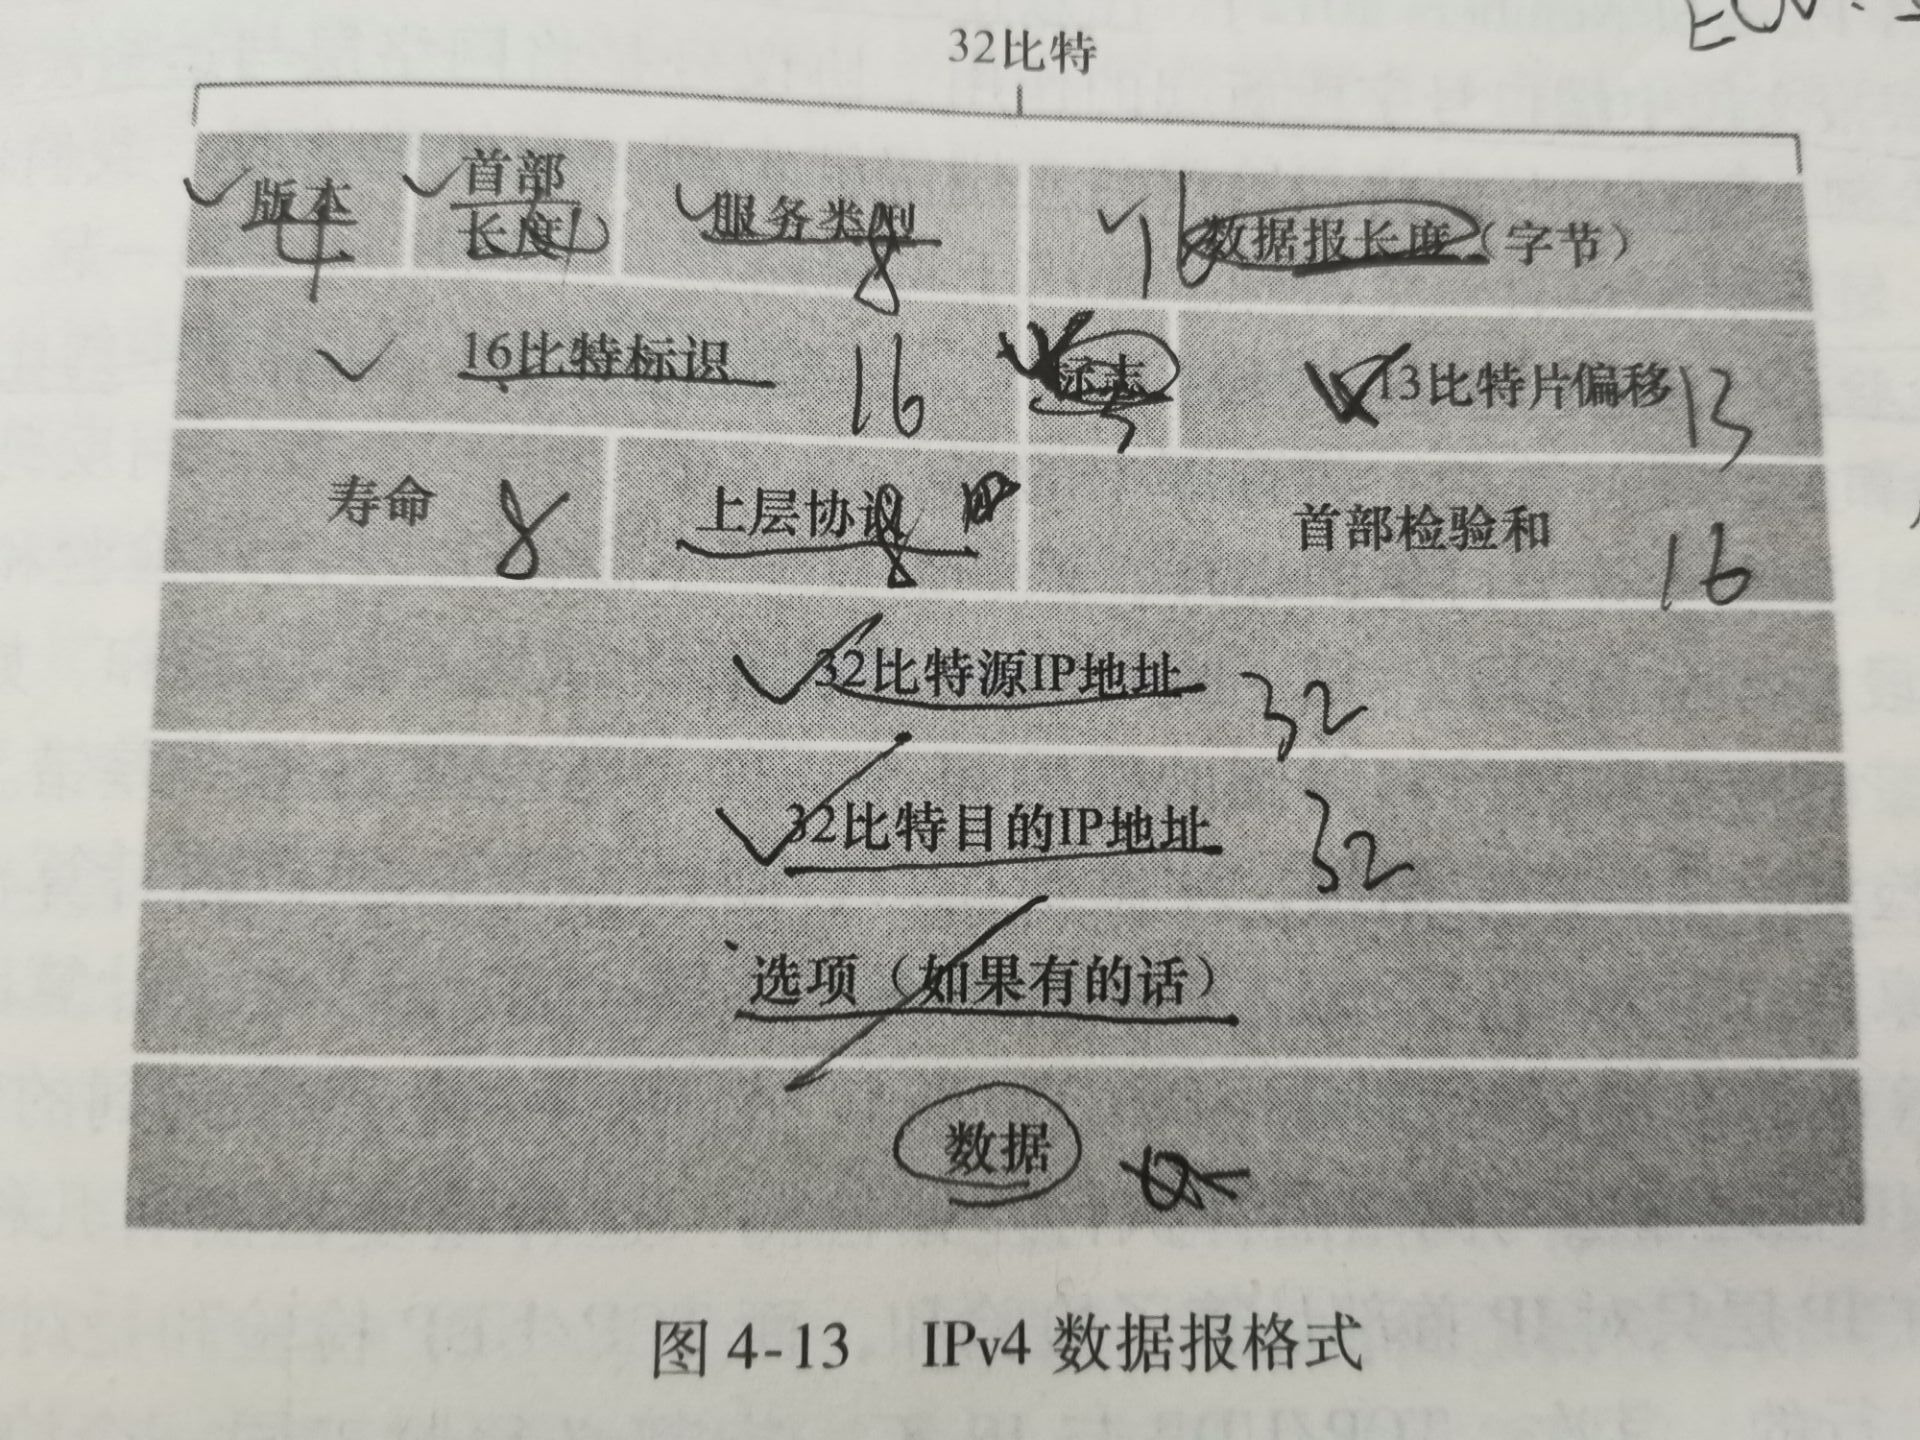 ECN:
32比特
版本 4 首部 服务类型 8 16 数据报长度（字节）
长度 4
16比特标识 16 标志 3 13比特片偏移 13
寿命 8 上层协议 8 首部检验和 16
32比特源IP地址 32
32比特目的IP地址 32
选项（如果有的话）
数据
图 4-13 IPv4 数据报格式